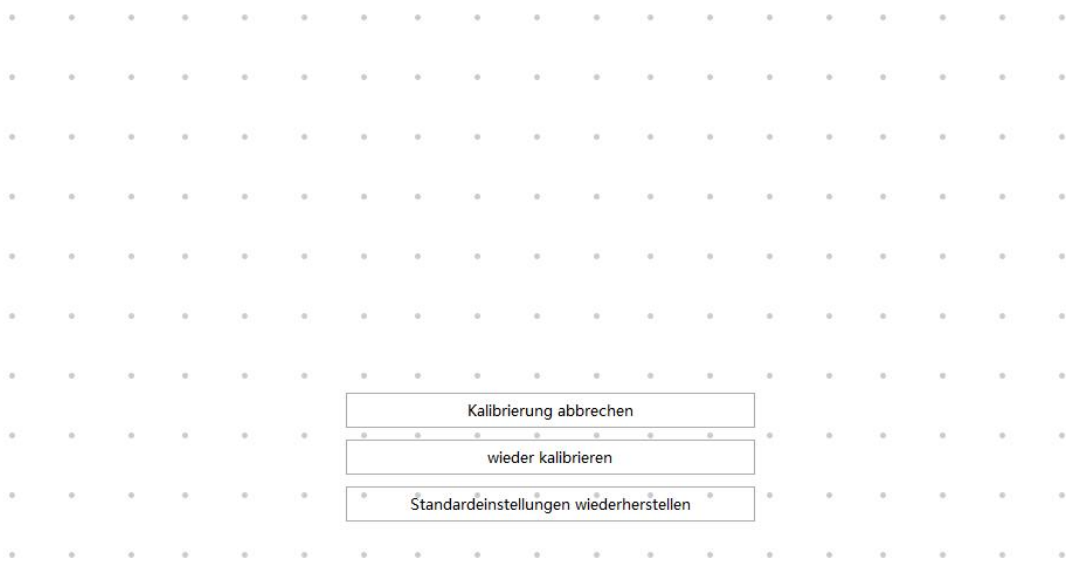 Kalibrierung abbrechen
wieder kalibrieren
Standardeinstellungen wiederherstellen